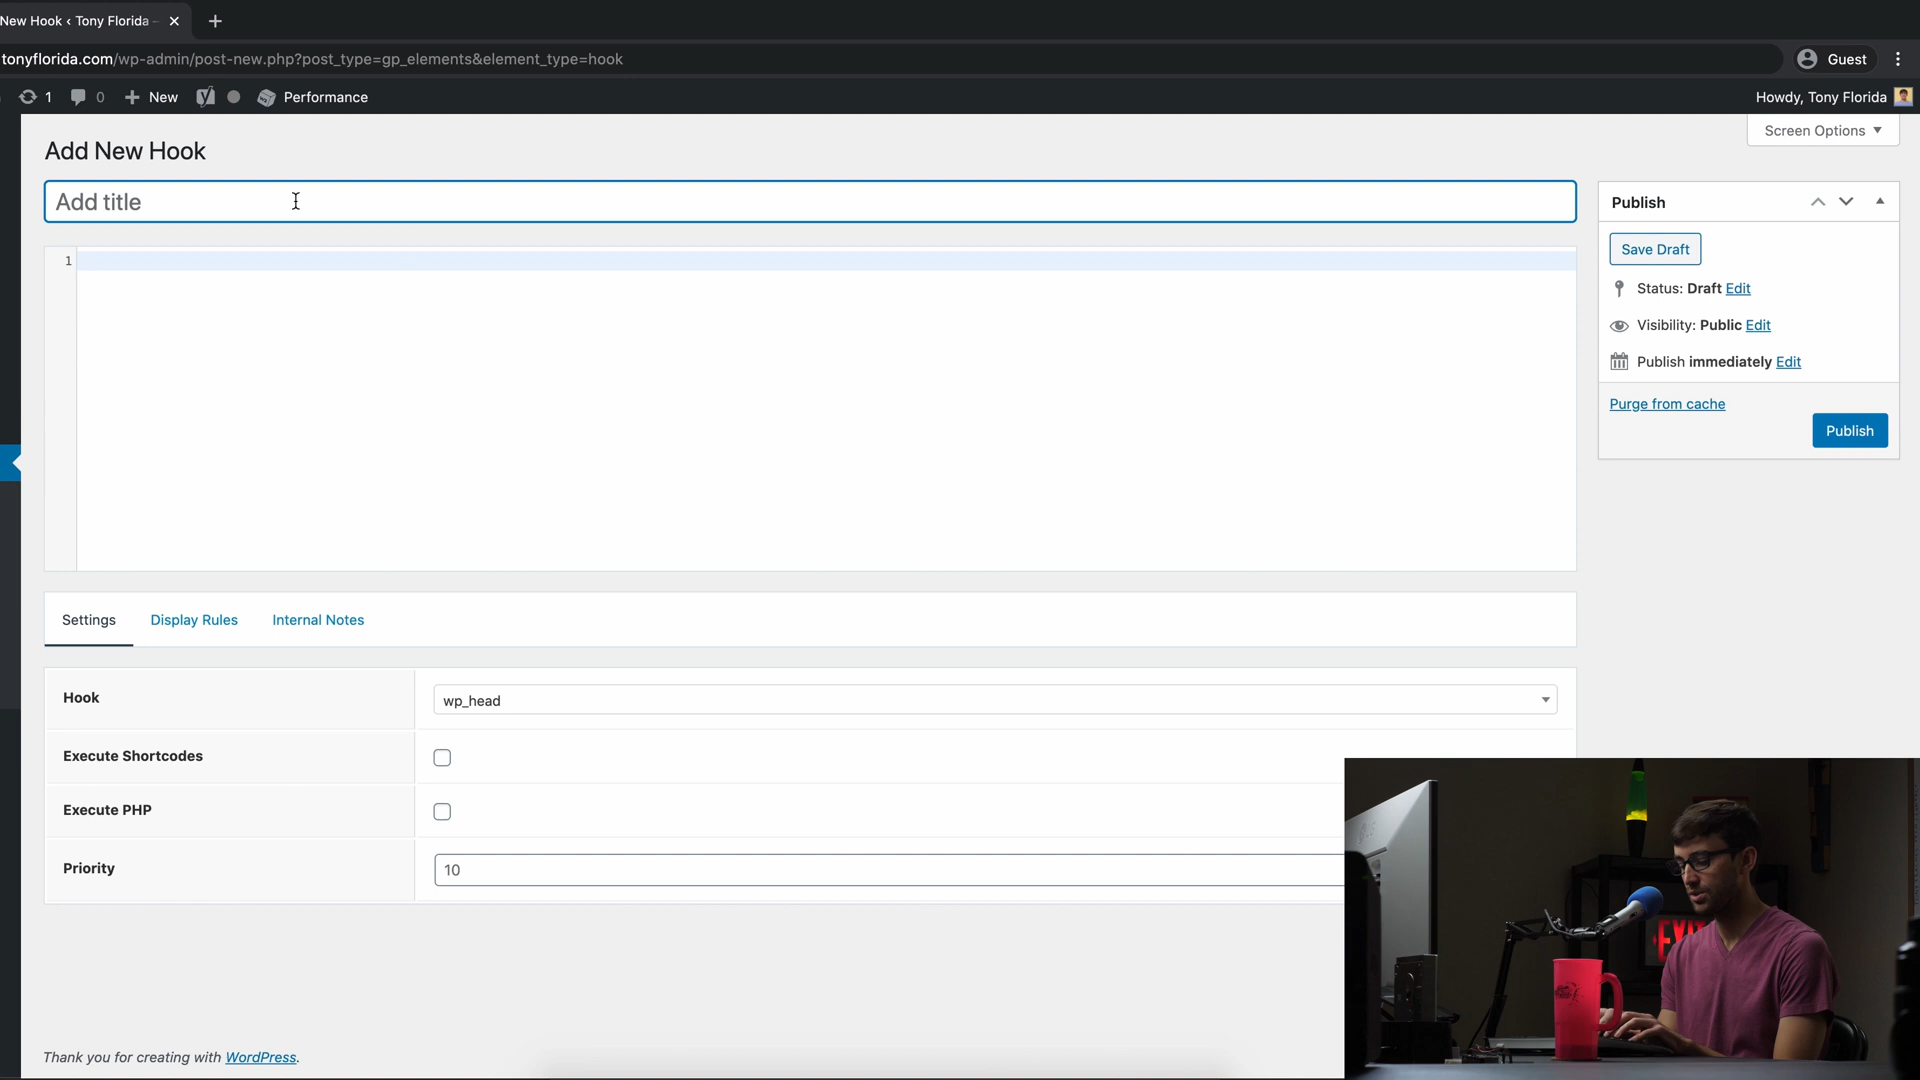 New Hook ‹ Tony Florida -
tonyflorida.com/wp-admin/post-new.php?post_type=gp_elements&element_type=hook
Guest
1
0
New
Performance
Howdy, Tony Florida
Screen Options
Add New Hook
Add title
1
Publish
Save Draft
Status: Draft Edit
Visibility: Public Edit
Publish immediately Edit
Purge from cache
Publish
Settings
Display Rules
Internal Notes
Hook
wp_head
Execute Shortcodes
Execute PHP
Priority
10
EXIT
Thank you for creating with WordPress.